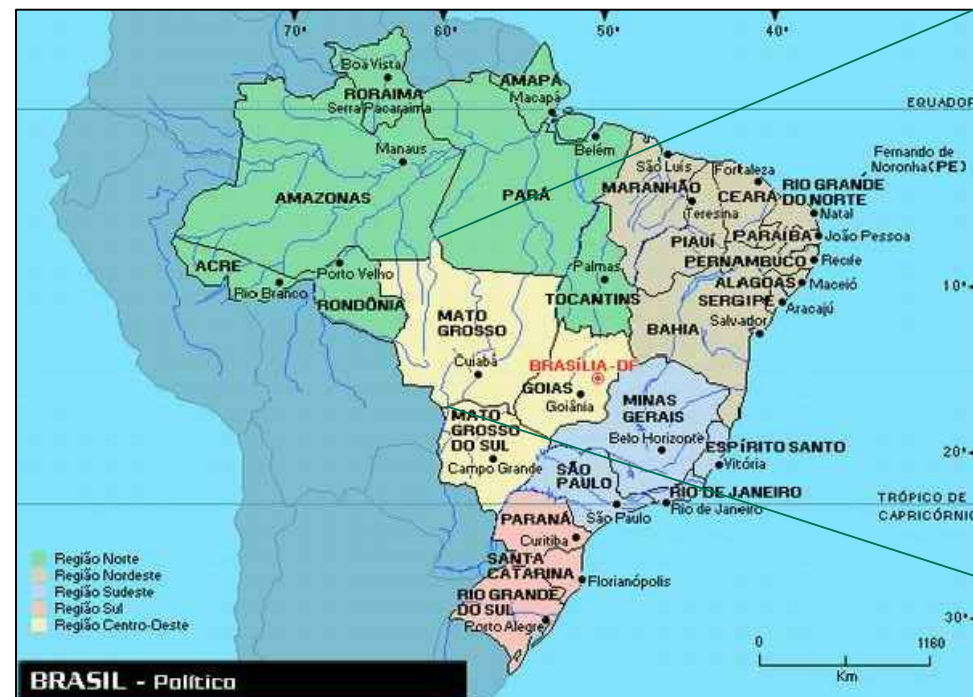 70°
60°
50°
40°
Boa Vista
RORAIMA
Serra Pacaraima
AMAPÁ
Macapá
EQUADOR
Manaus
Belém
São Luís
Fortaleza
Fernando de
Noronha(PE)
AMAZONAS
PARÁ
MARANHÃO
CEARÁ
RIO GRANDE
DO NORTE
Teresina
Natal
PIAUÍ
PARAÍBA
João Pessoa
ACRE
Porto Velho
Palmas
PERNAMBUCO
Recife
Rio Branco
RONDÔNIA
TOCANTINS
ALAGOAS
Maceió
10°
SERGIPE
Aracajú
MATO
GROSSO
BAHIA
Salvador
Cuiabá
BRASÍLIA-DF
GOIAS
Goiânia
MINAS
GERAIS
MATO
GROSSO
DO SUL
Belo Horizonte
ESPÍRITO SANTO
20°
Campo Grande
SÃO
PAULO
Vitória
RIO DE JANEIRO
Rio de Janeiro
TRÓPICO DE
CAPRICÓRNIO
PARANÁ
São Paulo
Curitiba
SANTA
CATARINA
Florianópolis
RIO GRANDE
DO SUL
Porto Alegre
30°
Região Norte
Região Nordeste
Região Sudeste
Região Sul
Região Centro-Oeste
0
1160
Km
BRASIL - Político